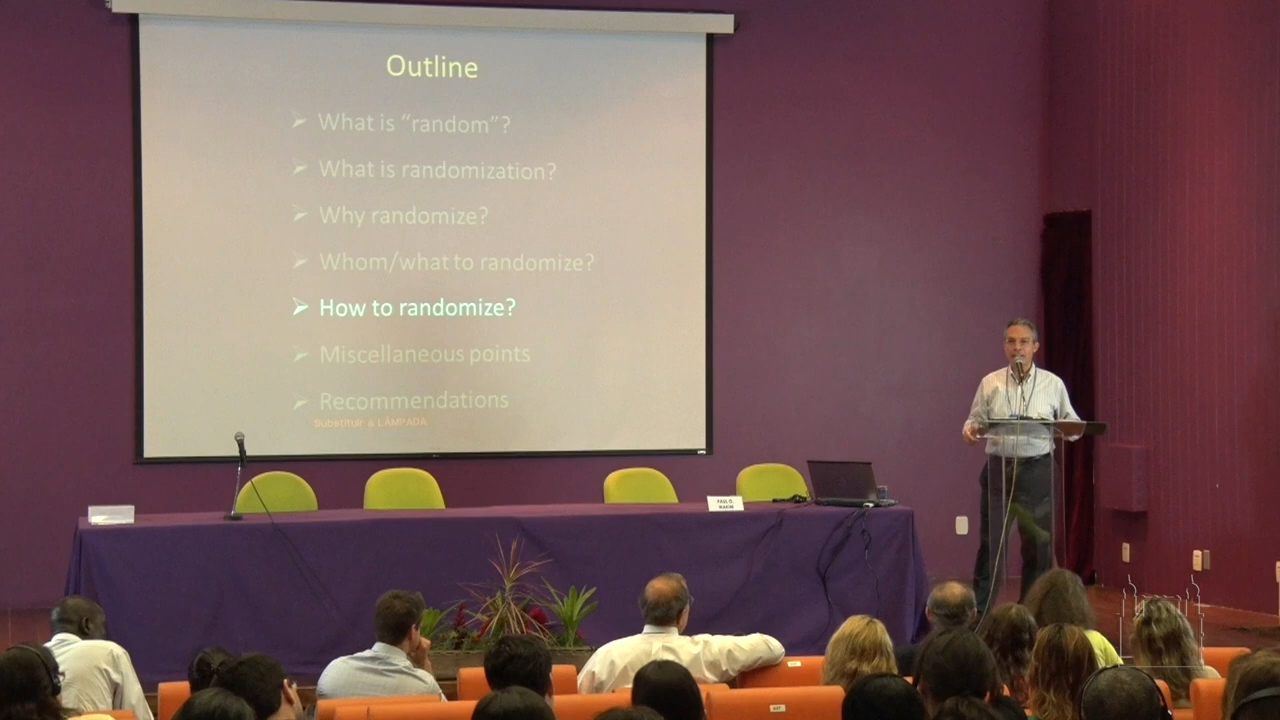 Outline
➢ What is “random”?
➢ What is randomization?
➢ Why randomize?
➢ Whom/what to randomize?
➢ How to randomize?
➢ Miscellaneous points
➢ Recommendations
Substituir a LÂMPADA
PAUL D.